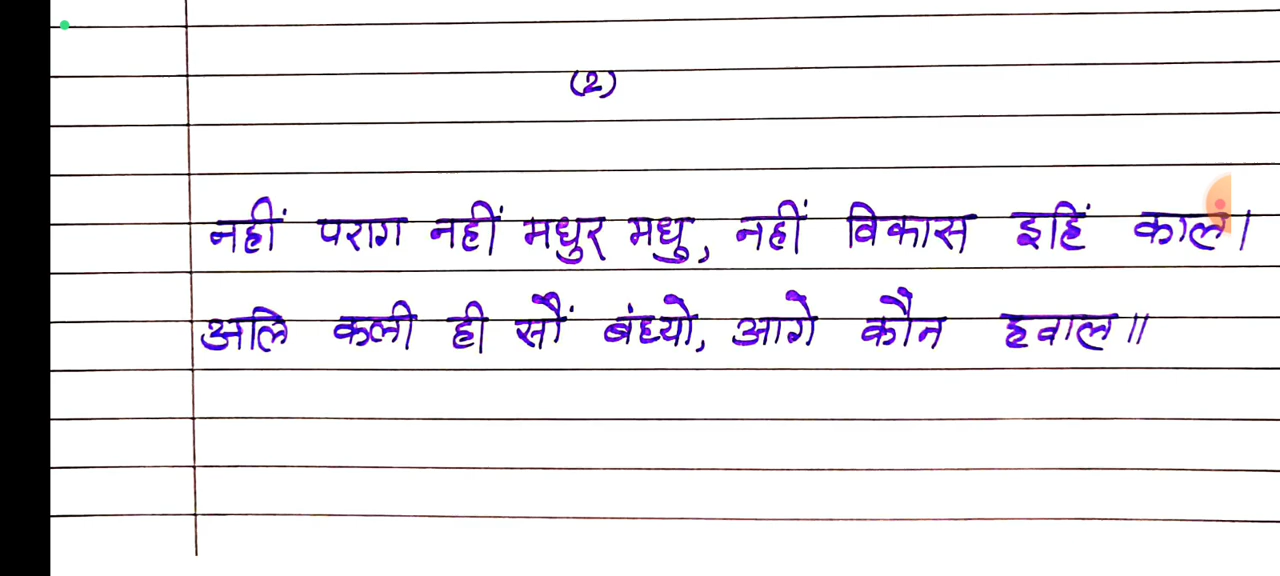 (2)
नहीं पराग नहीं मधुर मधु, नहीं विकास इहिं काल।
अलि कली ही सौं बंध्यो, आगे कौन हवाल॥